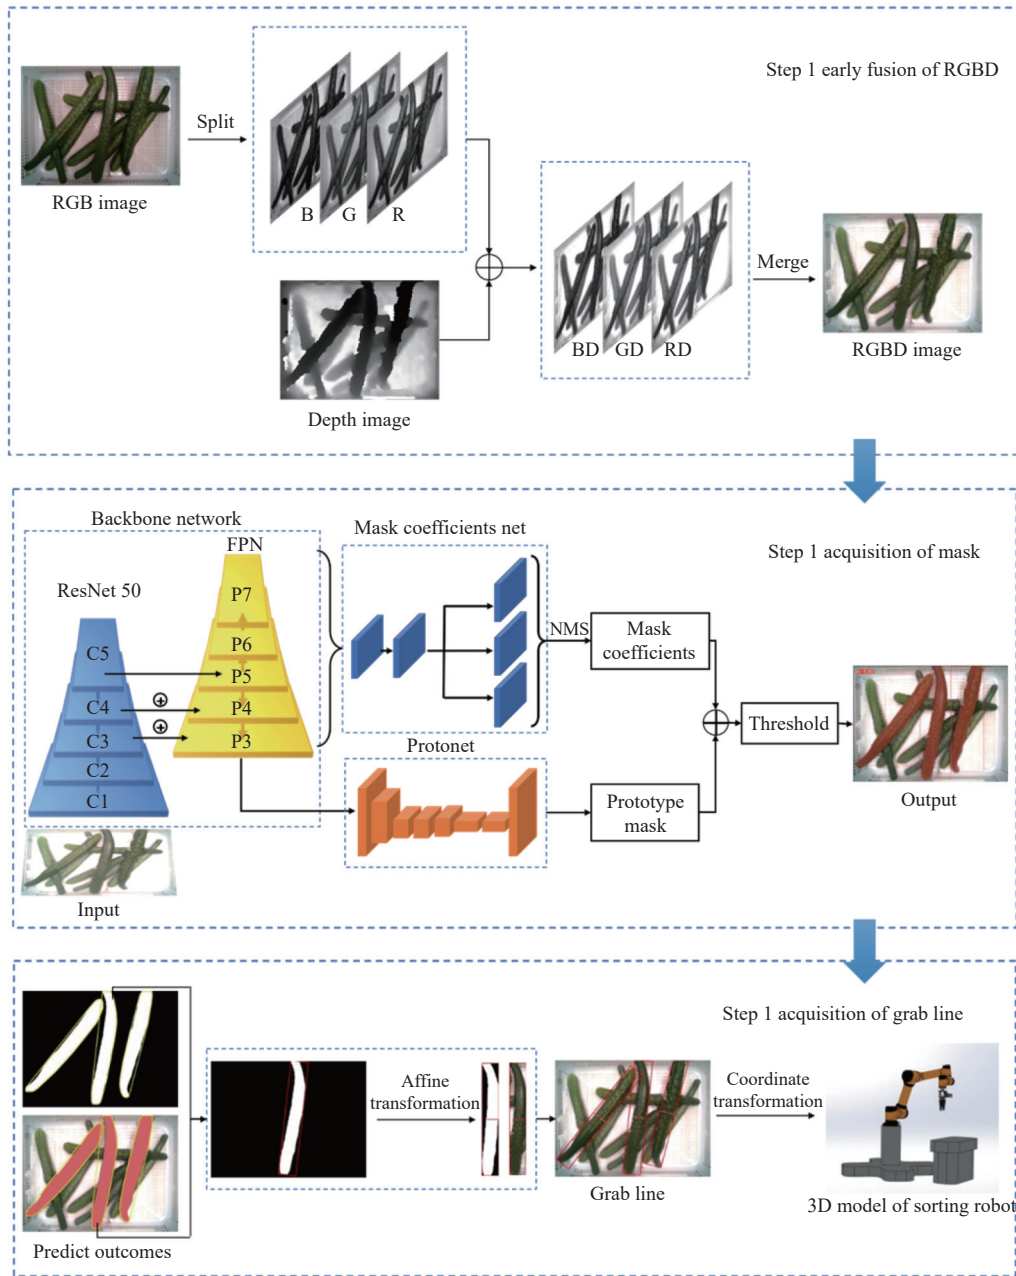 Step 1 early fusion of RGBD
Split
RGB image
B
G
R
Merge
BD
GD
RD
RGBD image
Depth image
Backbone network
Mask coefficients net
Step 1 acquisition of mask
FPN
ResNet 50
P7
P6
P5
P4
P3
C5
C4
C3
C2
C1
NMS
Mask
coefficients
Threshold
Protonet
Prototype
mask
Output
Input
Step 1 acquisition of grab line
Affine
transformation
Coordinate
transformation
Grab line
3D model of sorting robot
Predict outcomes